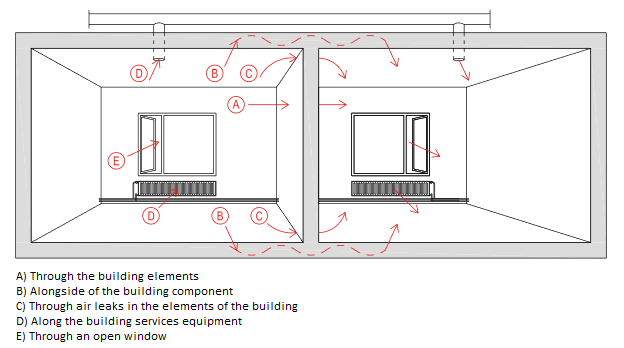 D B C
A
E
D B C
A) Through the building elements
B) Alongside of the building component
C) Through air leaks in the elements of the building
D) Along the building services equipment
E) Through an open window